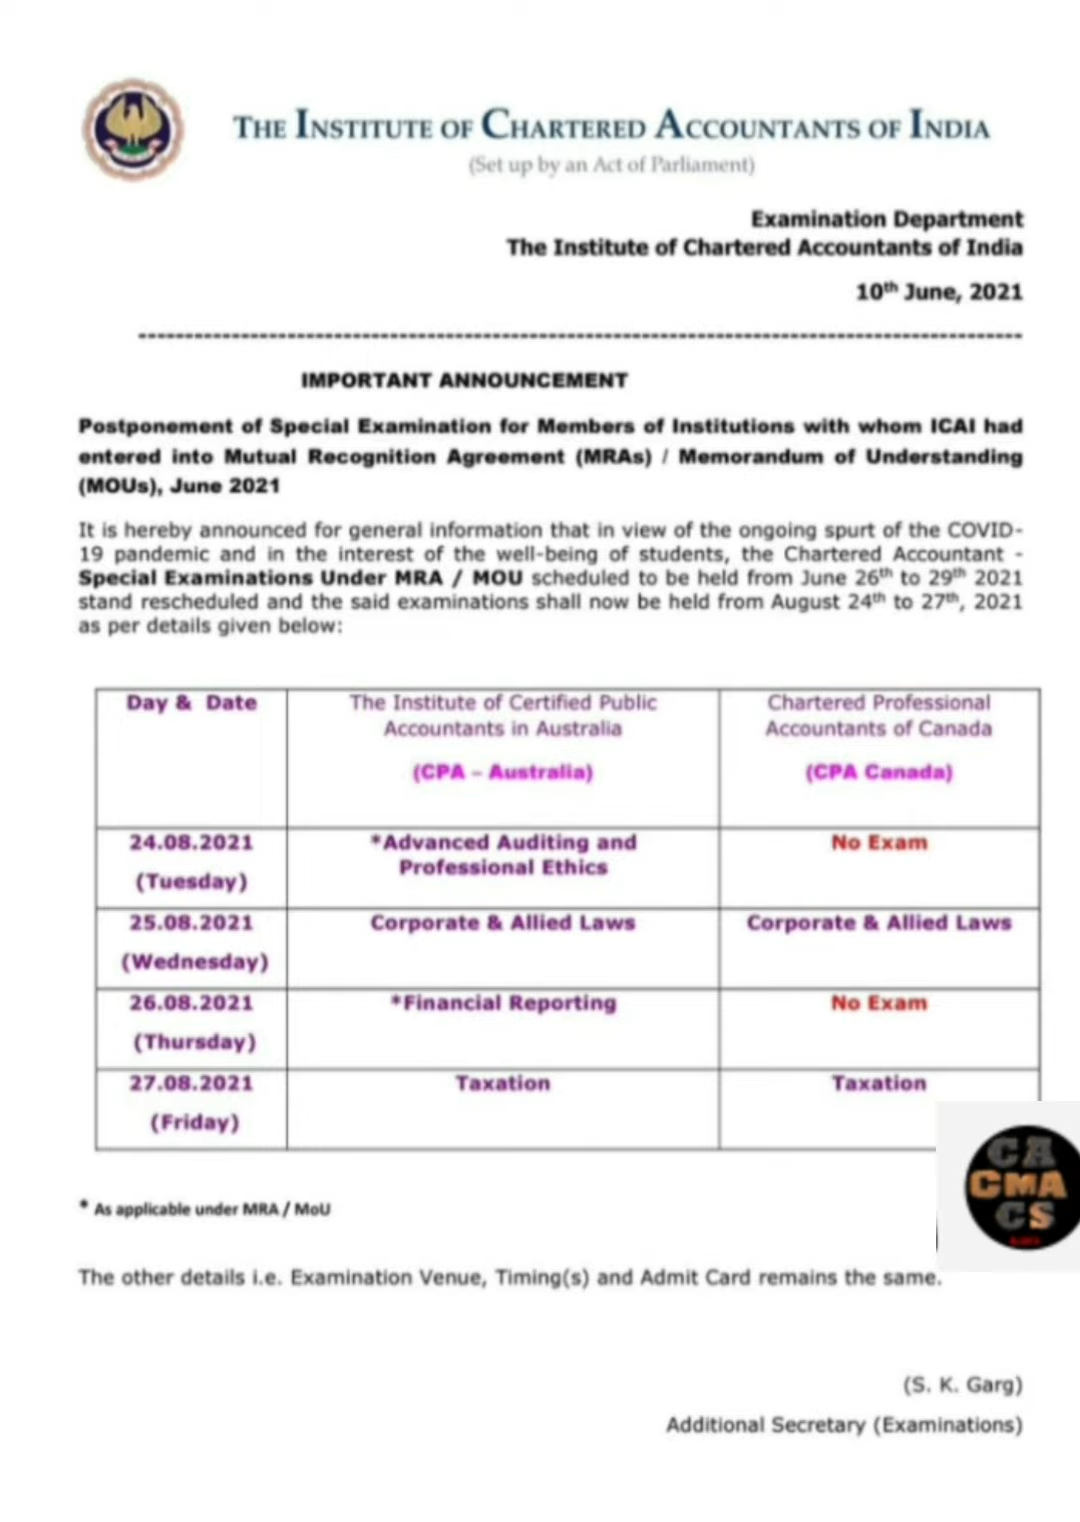 THE INSTITUTE OF CHARTERED ACCOUNTANTS OF INDIA
(Set up by an Act of Parliament)
Examination Department
The Institute of Chartered Accountants of India
10th June, 2021
-----------------------------------------------------------------------------------------------
IMPORTANT ANNOUNCEMENT
Postponement of Special Examination for Members of Institutions with whom ICAI had
entered into Mutual Recognition Agreement (MRAs) / Memorandum of Understanding
(MOUs), June 2021
It is hereby announced for general information that in view of the ongoing spurt of the COVID-
19 pandemic and in the interest of the well-being of students, the Chartered Accountant -
Special Examinations Under MRA / MOU scheduled to be held from June 26th to 29th 2021
stand rescheduled and the said examinations shall now be held from August 24th to 27th, 2021
as per details given below:
Day & Date
The Institute of Certified Public
Accountants in Australia
(CPA – Australia)
Chartered Professional
Accountants of Canada
(CPA Canada)
24.08.2021
(Tuesday)
*Advanced Auditing and
Professional Ethics
No Exam
25.08.2021
(Wednesday)
Corporate & Allied Laws
Corporate & Allied Laws
26.08.2021
(Thursday)
*Financial Reporting
No Exam
27.08.2021
(Friday)
Taxation
Taxation
CA
CMA
CS
* As applicable under MRA / MoU
The other details i.e. Examination Venue, Timing(s) and Admit Card remains the same.
(S. K. Garg)
Additional Secretary (Examinations)